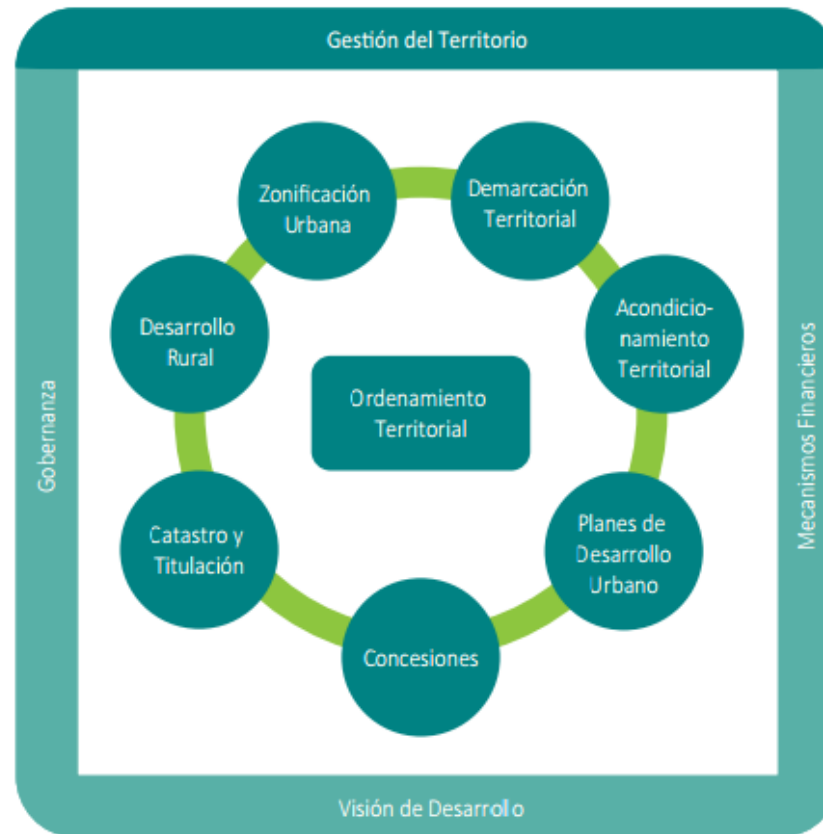 Gestión del Territorio
Zonificación
Urbana
Demarcación
Territorial
Desarrollo
Rural
Acondicio-
namiento
Territorial
Ordenamiento
Territorial
Gobernanza
Mecanismos Financieros
Catastro y
Titulación
Planes de
Desarrollo
Urbano
Concesiones
Visión de Desarrollo